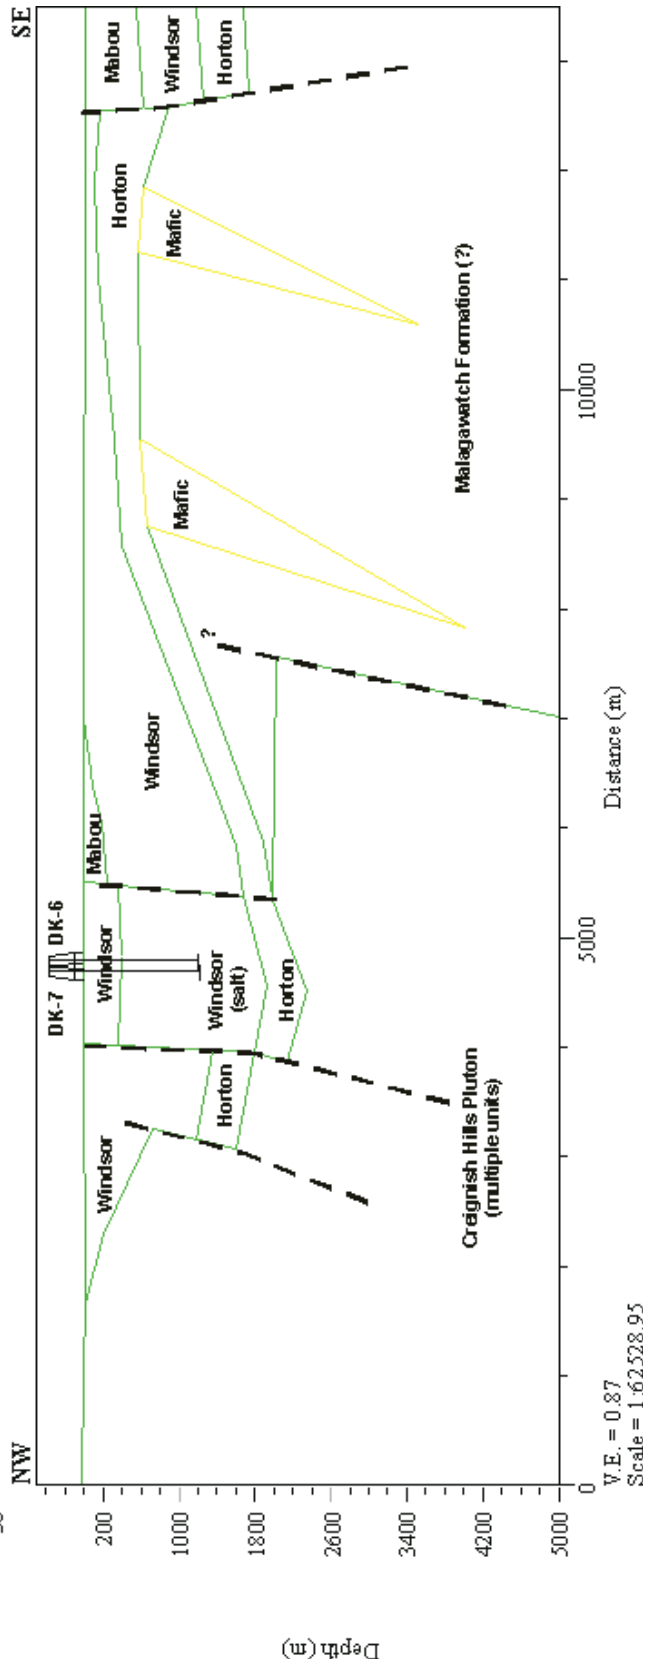 NW
SE
DK-7
DK-6
Windsor
Windsor
Mabou
Windsor
Horton
Mabou
Windsor
Horton
Horton
Windsor
(salt)
Horton
?
Mafic
Mafic
Creignish Hills Pluton
(multiple units)
Malagawatch Formation (?)
Depth (m)
200
1000
1800
2600
3400
4200
5000
0
5000
10000
Distance (m)
V.E. = 0.87
Scale = 1:62528.95